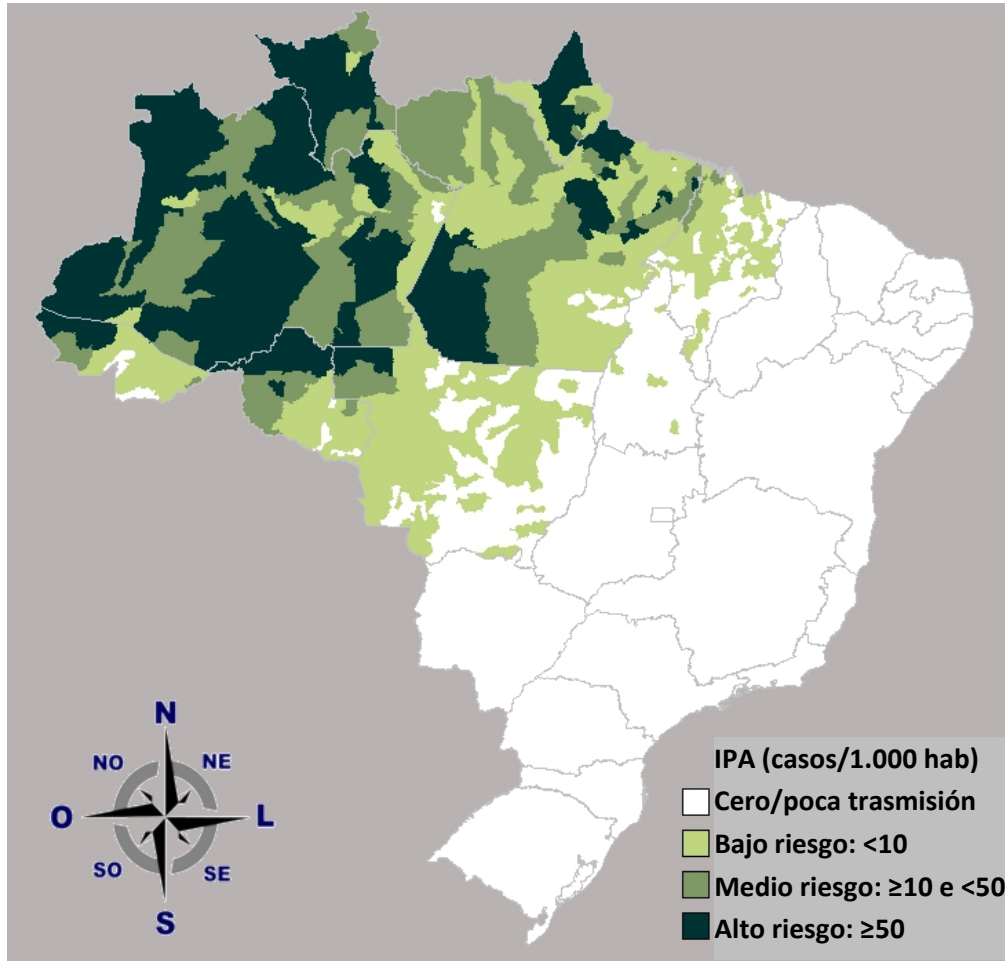 N
NO NE
O L
SO SE
S
IPA (casos/1.000 hab)
Cero/poca trasmisión
Bajo riesgo: <10
Medio riesgo: ≥10 e <50
Alto riesgo: ≥50